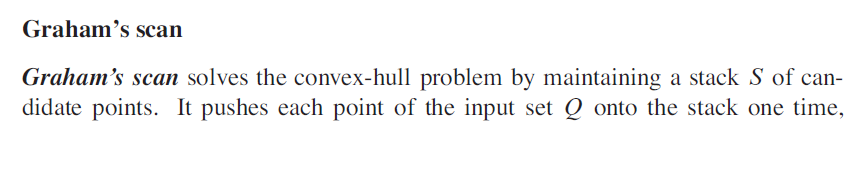 Graham’s scan
Graham’s scan solves the convex-hull problem by maintaining a stack S of can-
didate points. It pushes each point of the input set Q onto the stack one time,